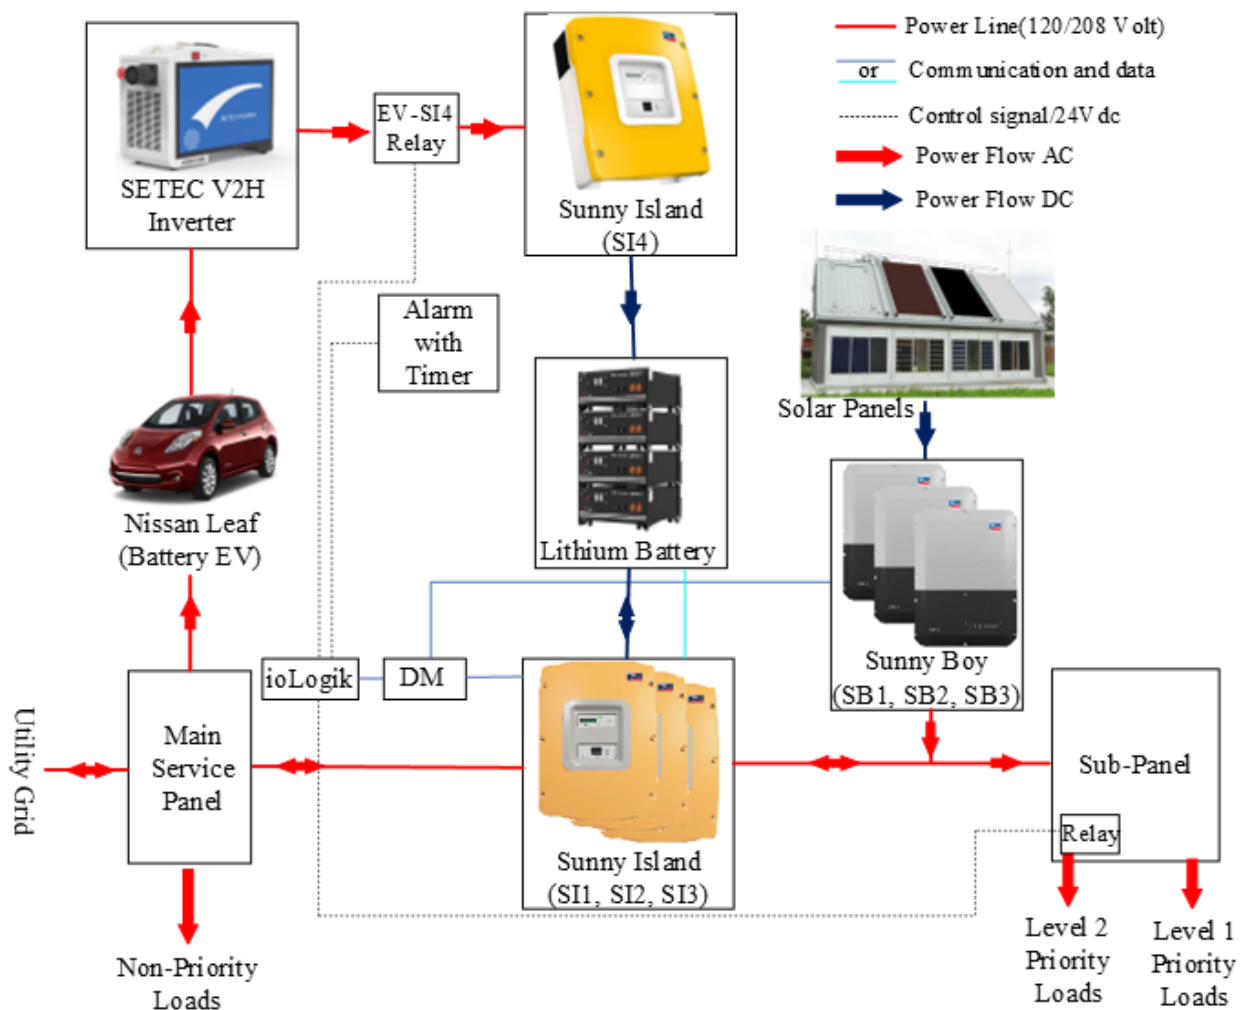 Power Line(120/208 Volt)
or
Communication and data
Control signal/24V dc
Power Flow AC
Power Flow DC
SETEC V2H
Inverter
EV-SI4
Relay
Sunny Island
(SI4)
Alarm
with
Timer
Solar Panels
Nissan Leaf
(Battery EV)
Lithium Battery
Sunny Boy
(SB1, SB2, SB3)
ioLogik
DM
Utility Grid
Main
Service
Panel
Sub-Panel
Relay
Sunny Island
(SI1, SI2, SI3)
Non-Priority
Loads
Level 2
Priority
Loads
Level 1
Priority
Loads